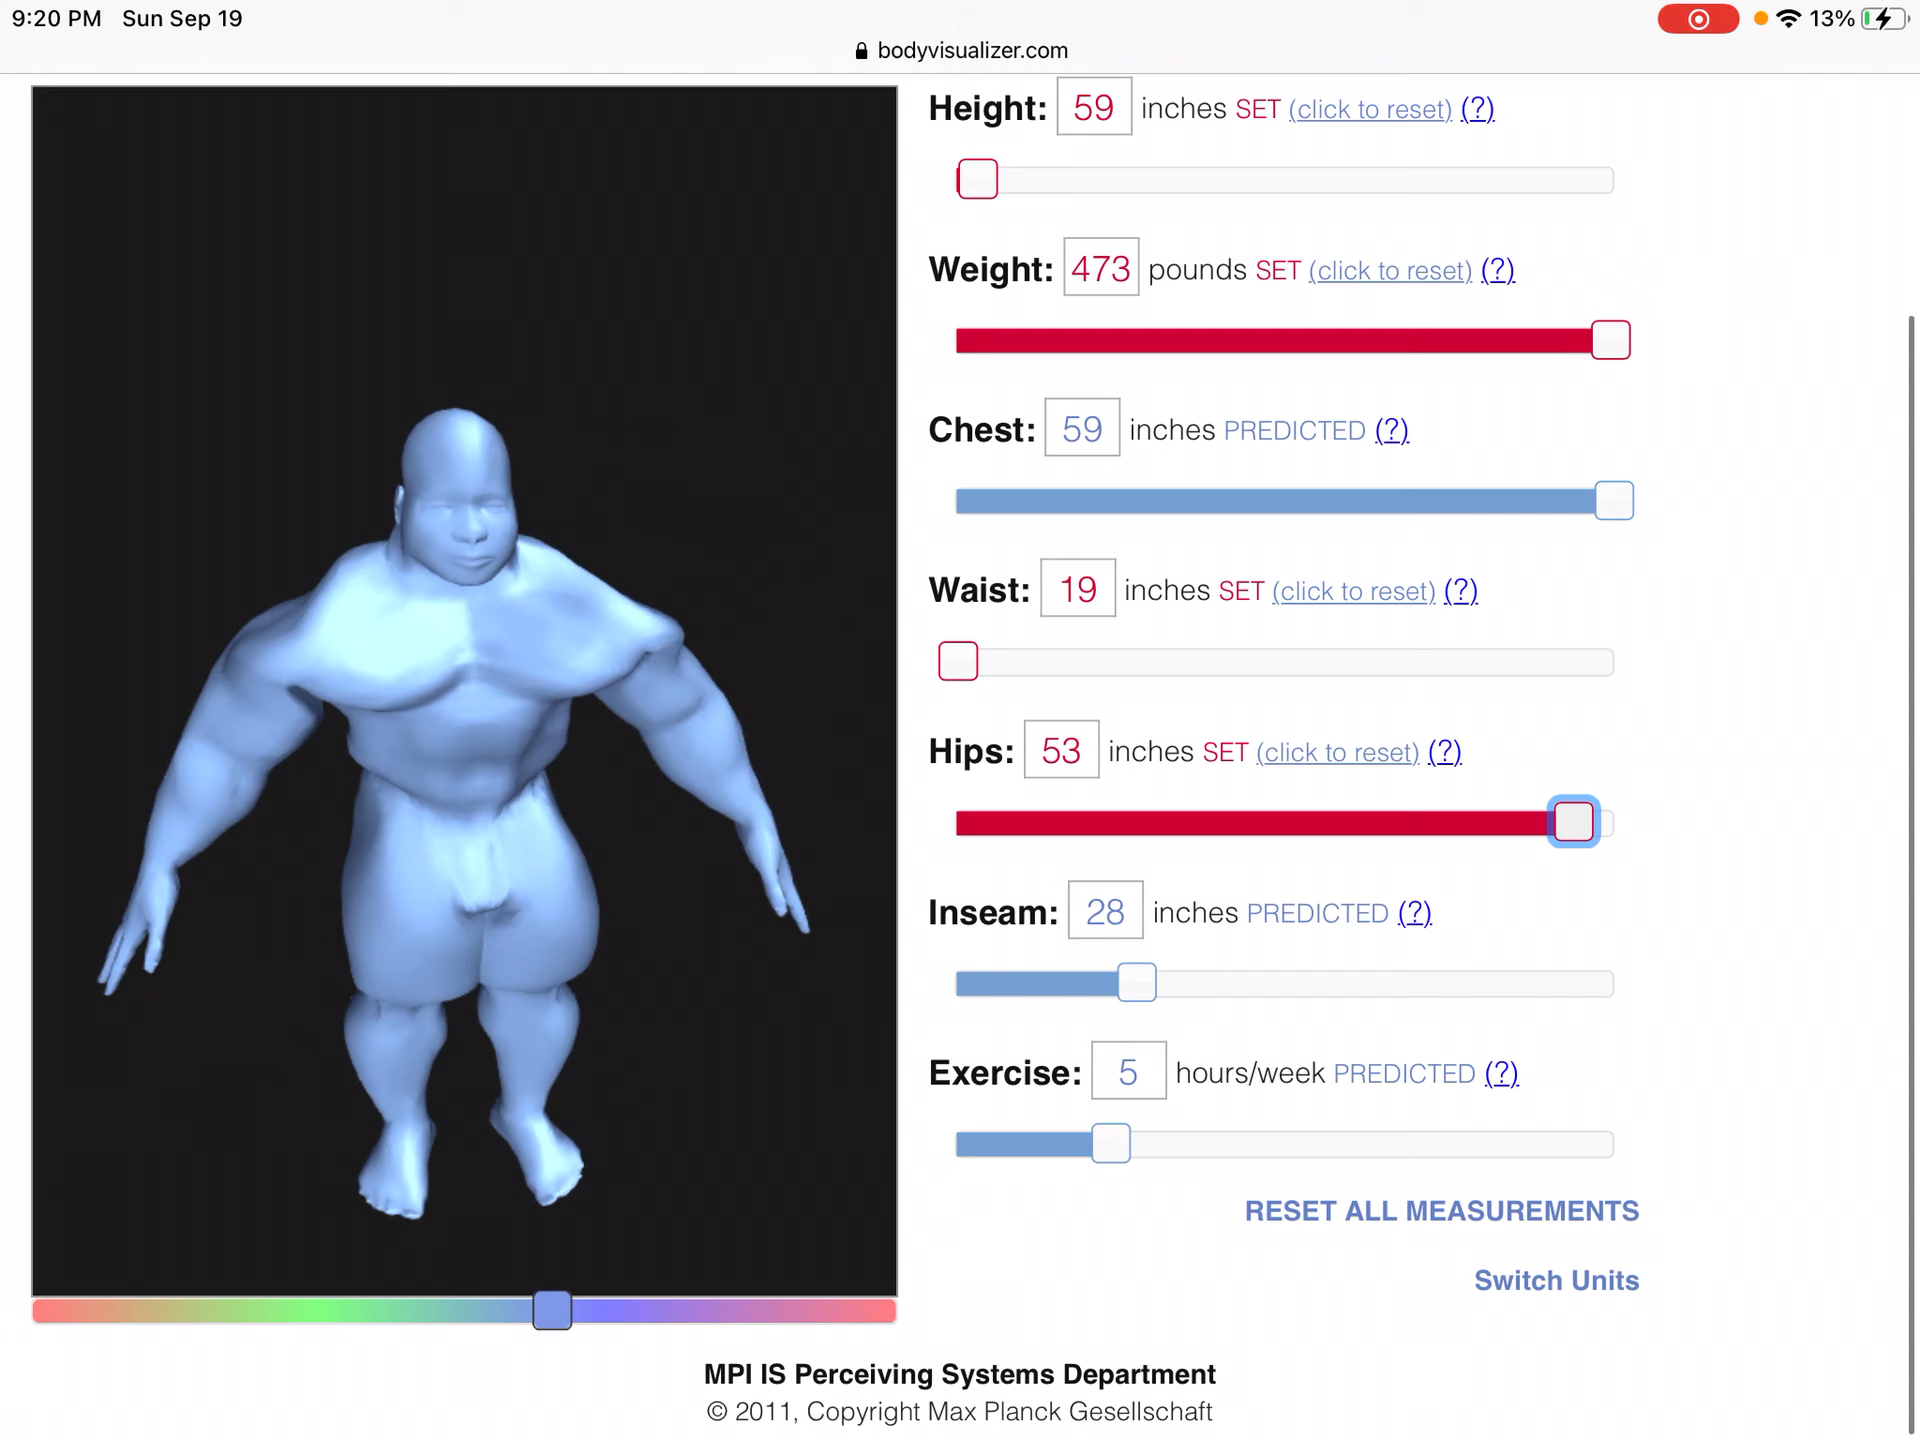 9:20 PM Sun Sep 19 13%
bodyvisualizer.com
Height: 59 inches SET (click to reset) (?)
Weight: 473 pounds SET (click to reset) (?)
Chest: 59 inches PREDICTED (?)
Waist: 19 inches SET (click to reset) (?)
Hips: 53 inches SET (click to reset) (?)
Inseam: 28 inches PREDICTED (?)
Exercise: 5 hours/week PREDICTED (?)
RESET ALL MEASUREMENTS
Switch Units
MPI IS Perceiving Systems Department
© 2011, Copyright Max Planck Gesellschaft